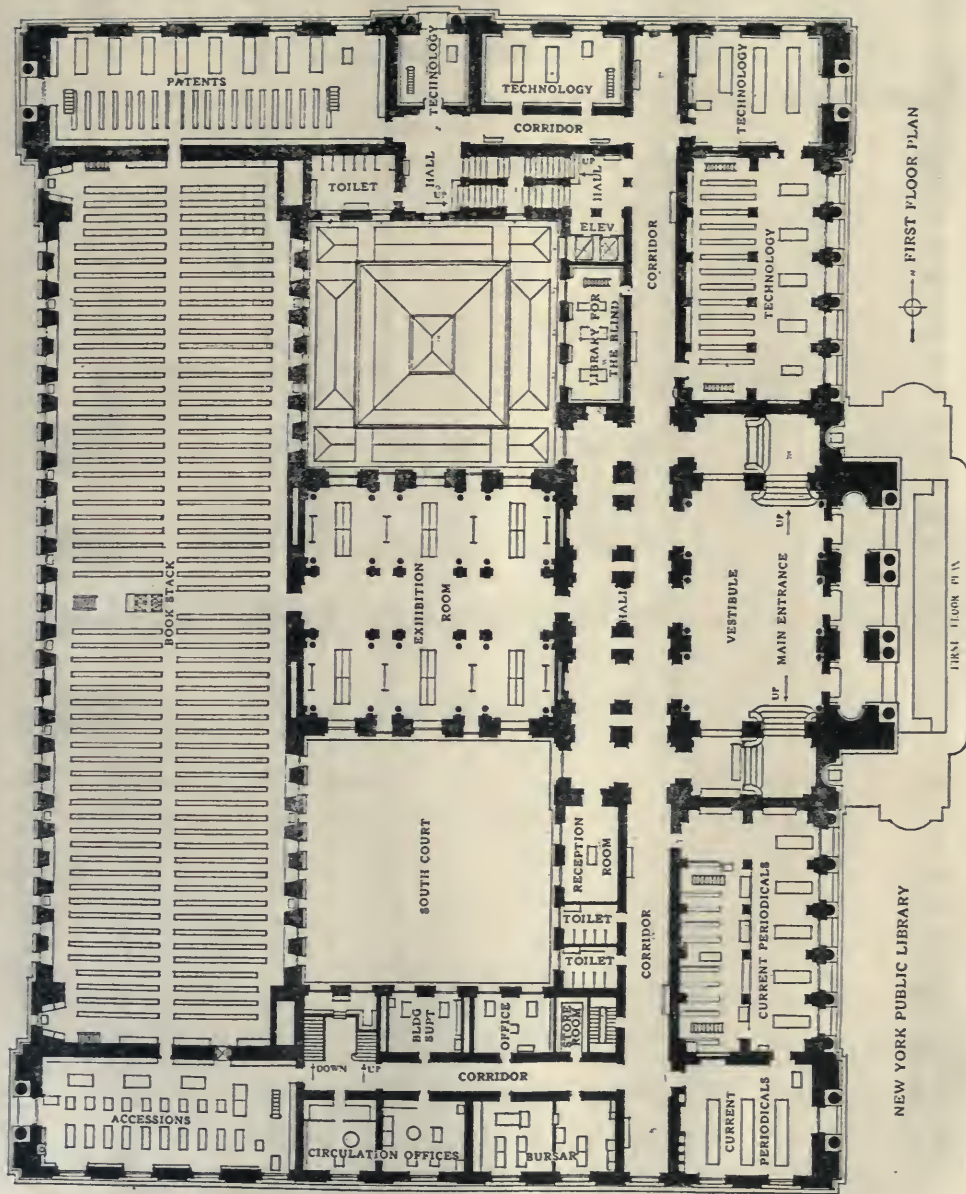 PATENTS
TECHNOLOGY
TECHNOLOGY
TECHNOLOGY
CORRIDOR
TOILET
HALL
UP
UP
HALL
ELEV
LIBRARY FOR
THE BLIND
CORRIDOR
TECHNOLOGY
FIRST FLOOR PLAN
BOOK STACK
EXHIBITION
ROOM
HALL
VESTIBULE
MAIN ENTRANCE
UP
UP
FIRST FLOOR PLAN
SOUTH COURT
RECEPTION
ROOM
TOILET
TOILET
CORRIDOR
CURRENT PERIODICALS
NEW YORK PUBLIC LIBRARY
BLDG
SUPT
OFFICE
STORE
ROOM
DOWN
UP
CORRIDOR
ACCESSIONS
CIRCULATION OFFICES
BURSAR
CURRENT
PERIODICALS